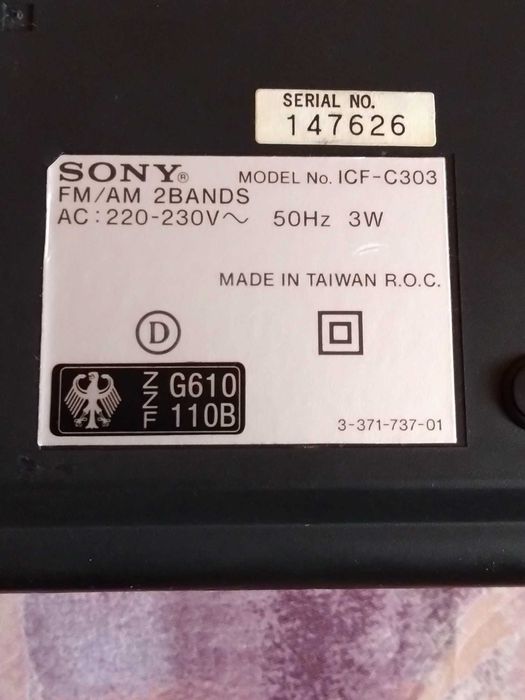 SERIAL NO.
147626
SONY® MODEL No. ICF-C303
FM/AM 2BANDS
AC: 220-230V～ 50Hz 3W
MADE IN TAIWAN R.O.C.
D
ZZF G610
110B
3-371-737-01